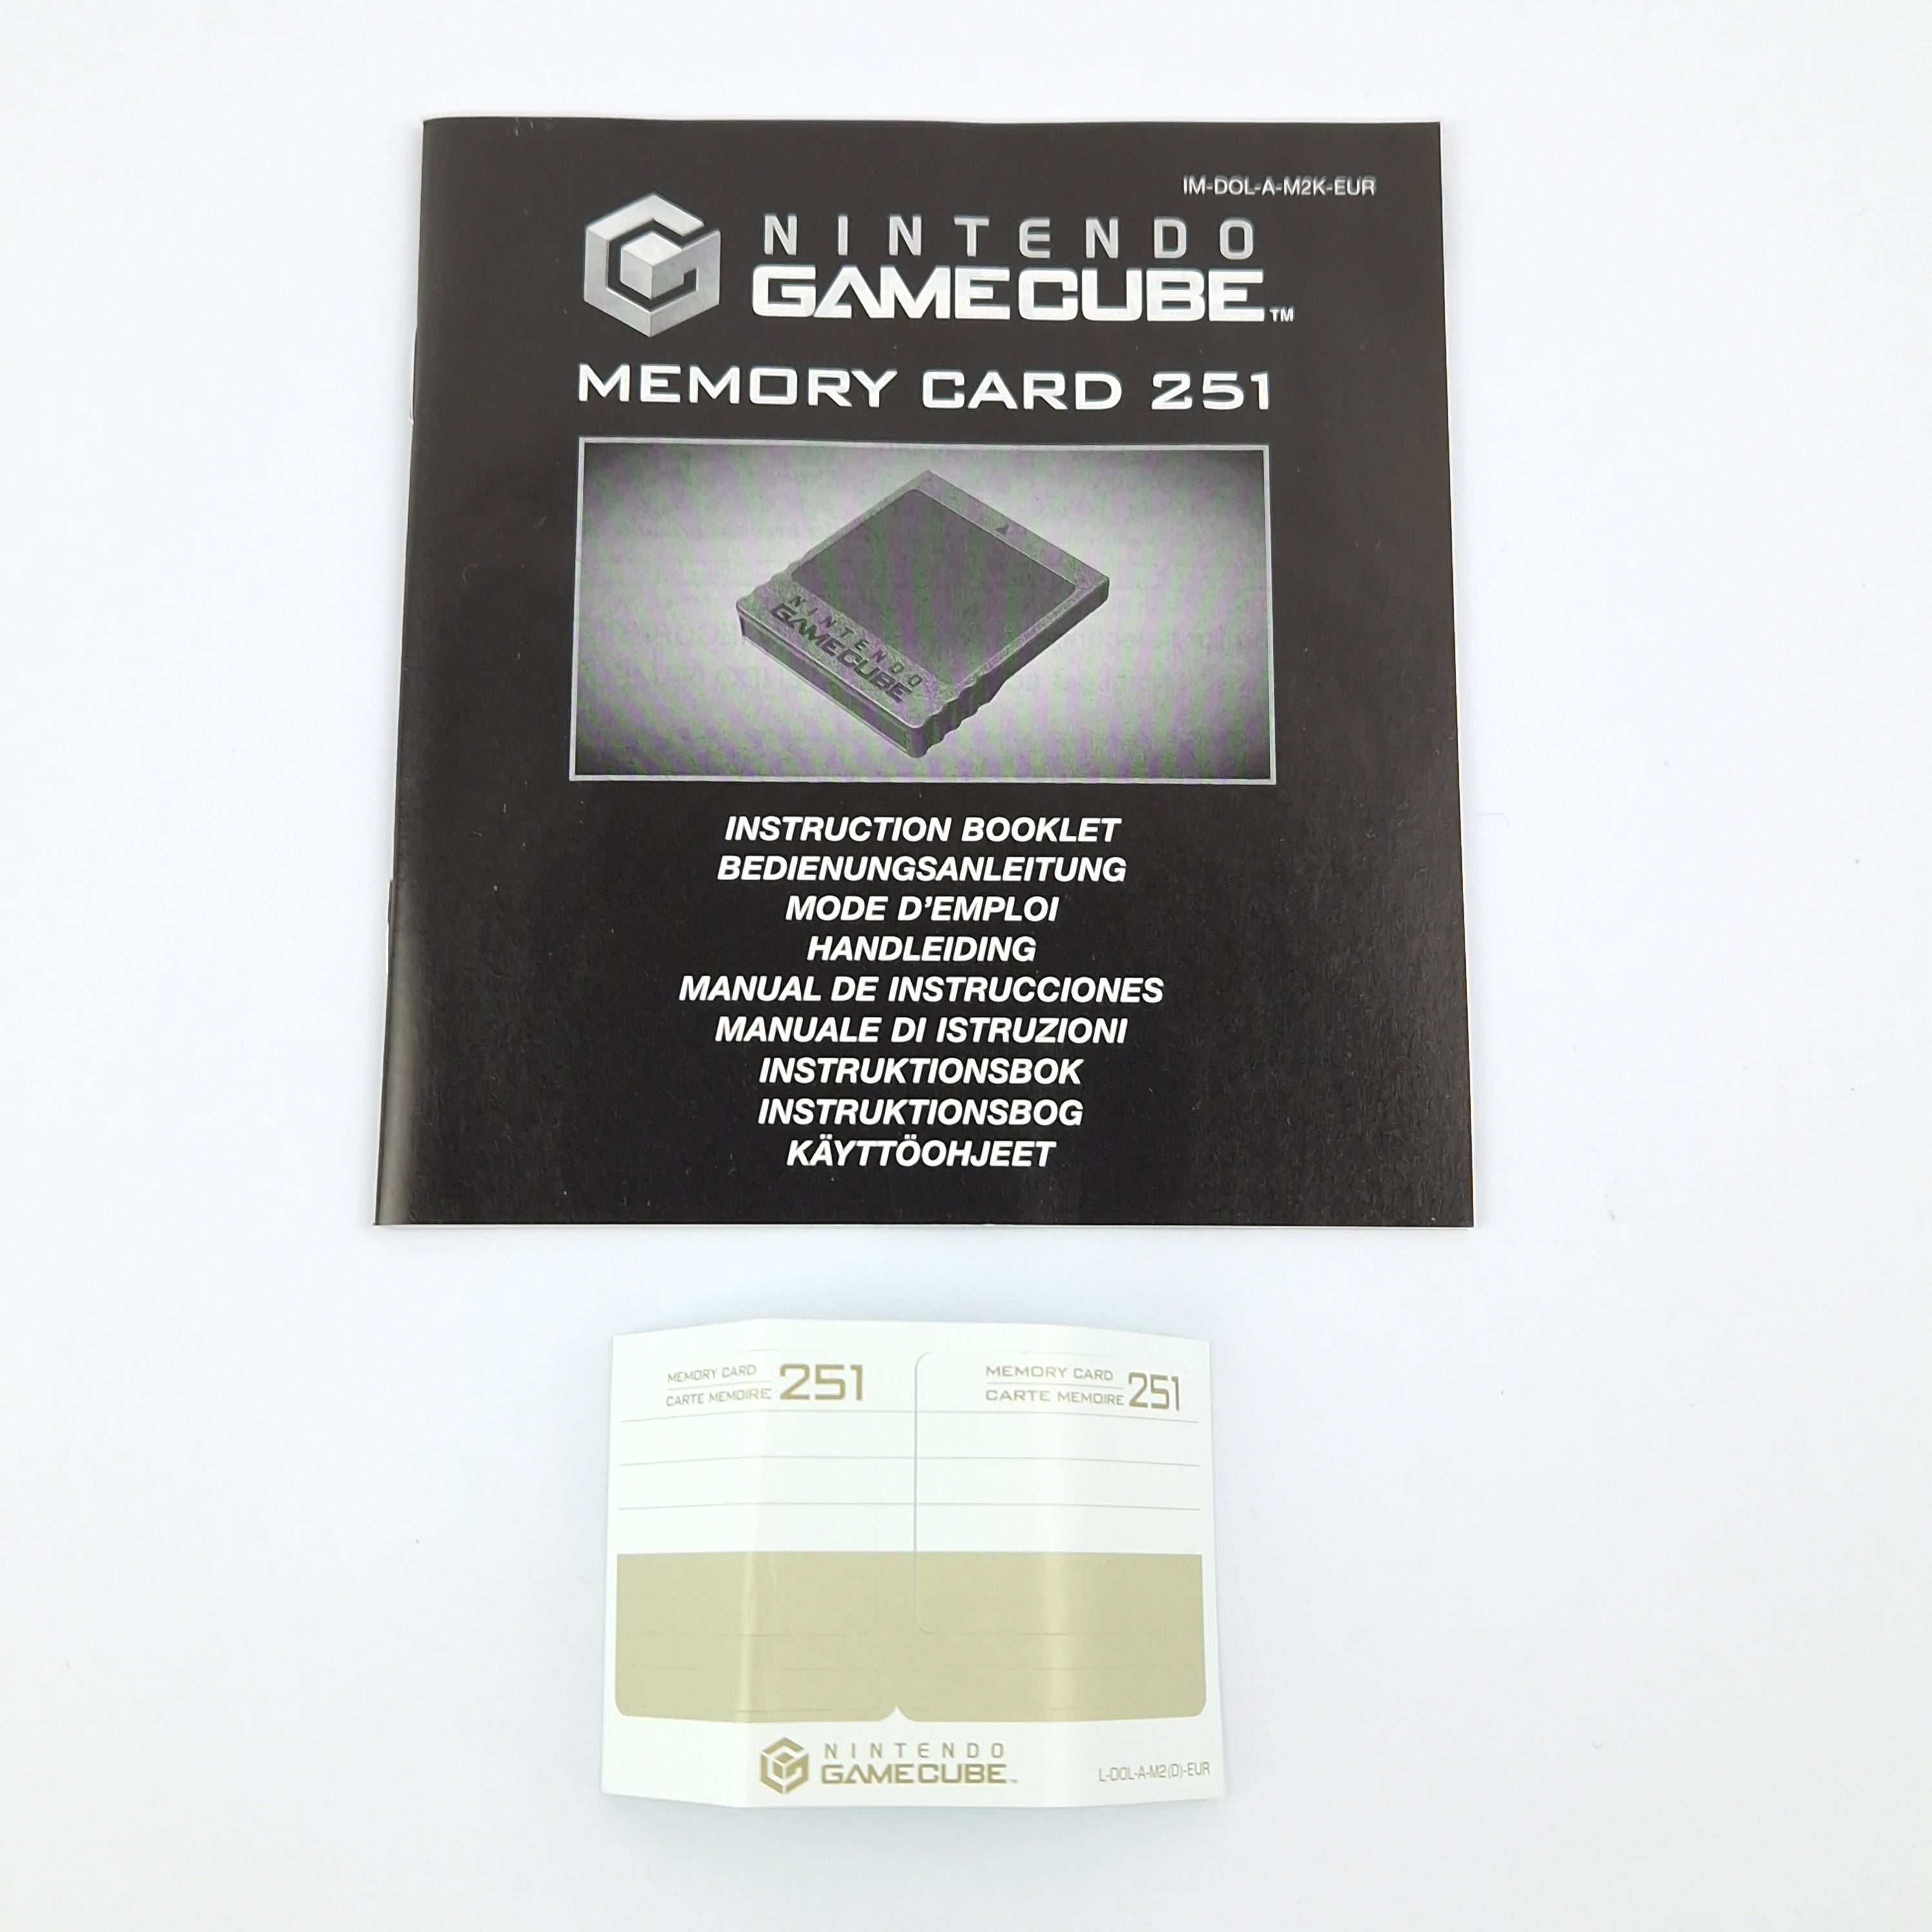 IM-DOL-A-M2K-EUR
NINTENDO
GAMECUBE™
MEMORY CARD 251
NINTENDO
GAMECUBE
INSTRUCTION BOOKLET
BEDIENUNGSANLEITUNG
MODE D'EMPLOI
HANDLEIDING
MANUAL DE INSTRUCCIONES
MANUALE DI ISTRUZIONI
INSTRUKTIONSBOK
INSTRUKTIONSBOG
KÄYTTÖOHJEET
MEMORY CARD
CARTE MEMOIRE 251
MEMORY CARD
CARTE MEMOIRE 251
NINTENDO
GAMECUBE™
L-DOL-A-M2(D)-EUR